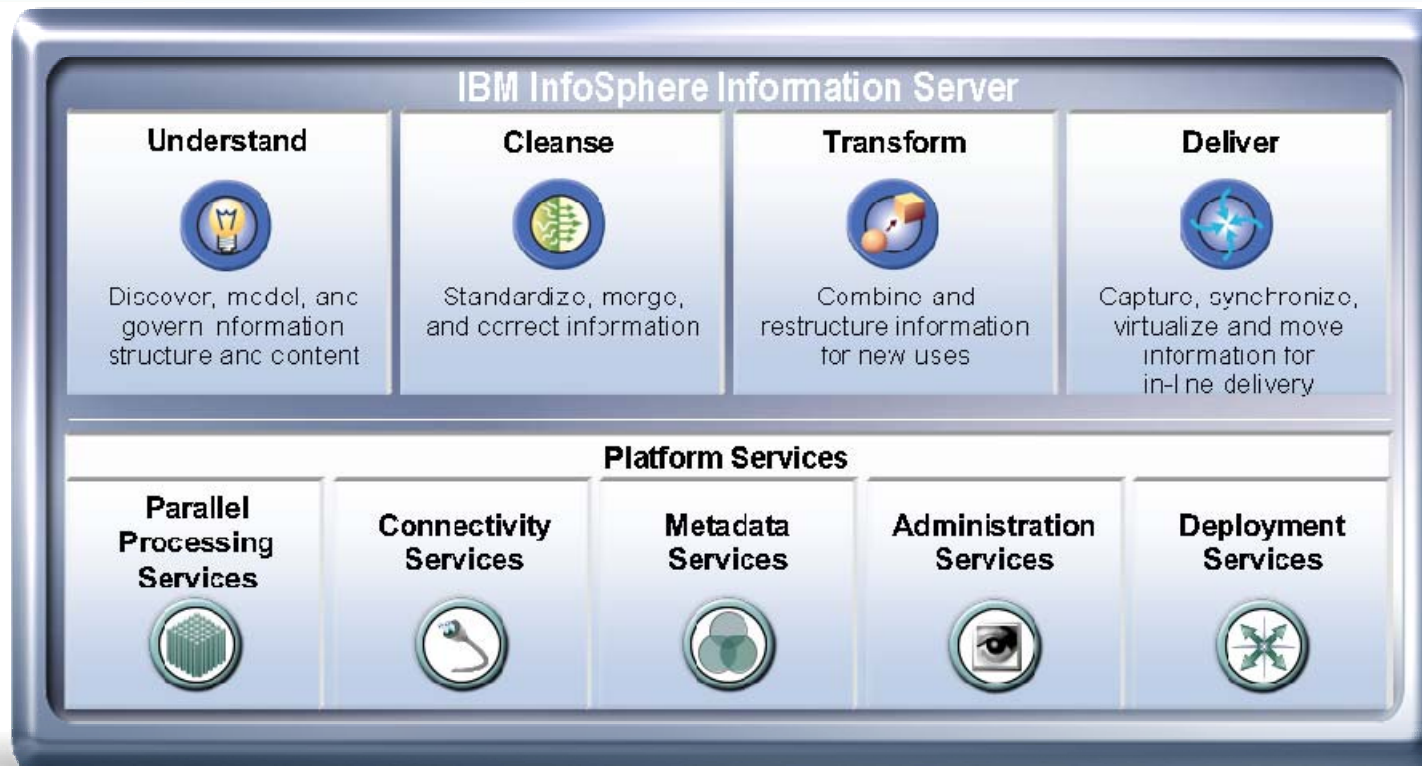 IBM InfoSphere Information Server
Understand
Discover, model, and
govern information
structure and content
Cleanse
Standardize, merge,
and correct information
Transform
Combine and
restructure information
for new uses
Deliver
Capture, synchronize,
virtualize and move
information for
in-line delivery
Platform Services
Parallel
Processing
Services
Connectivity
Services
Metadata
Services
Administration
Services
Deployment
Services